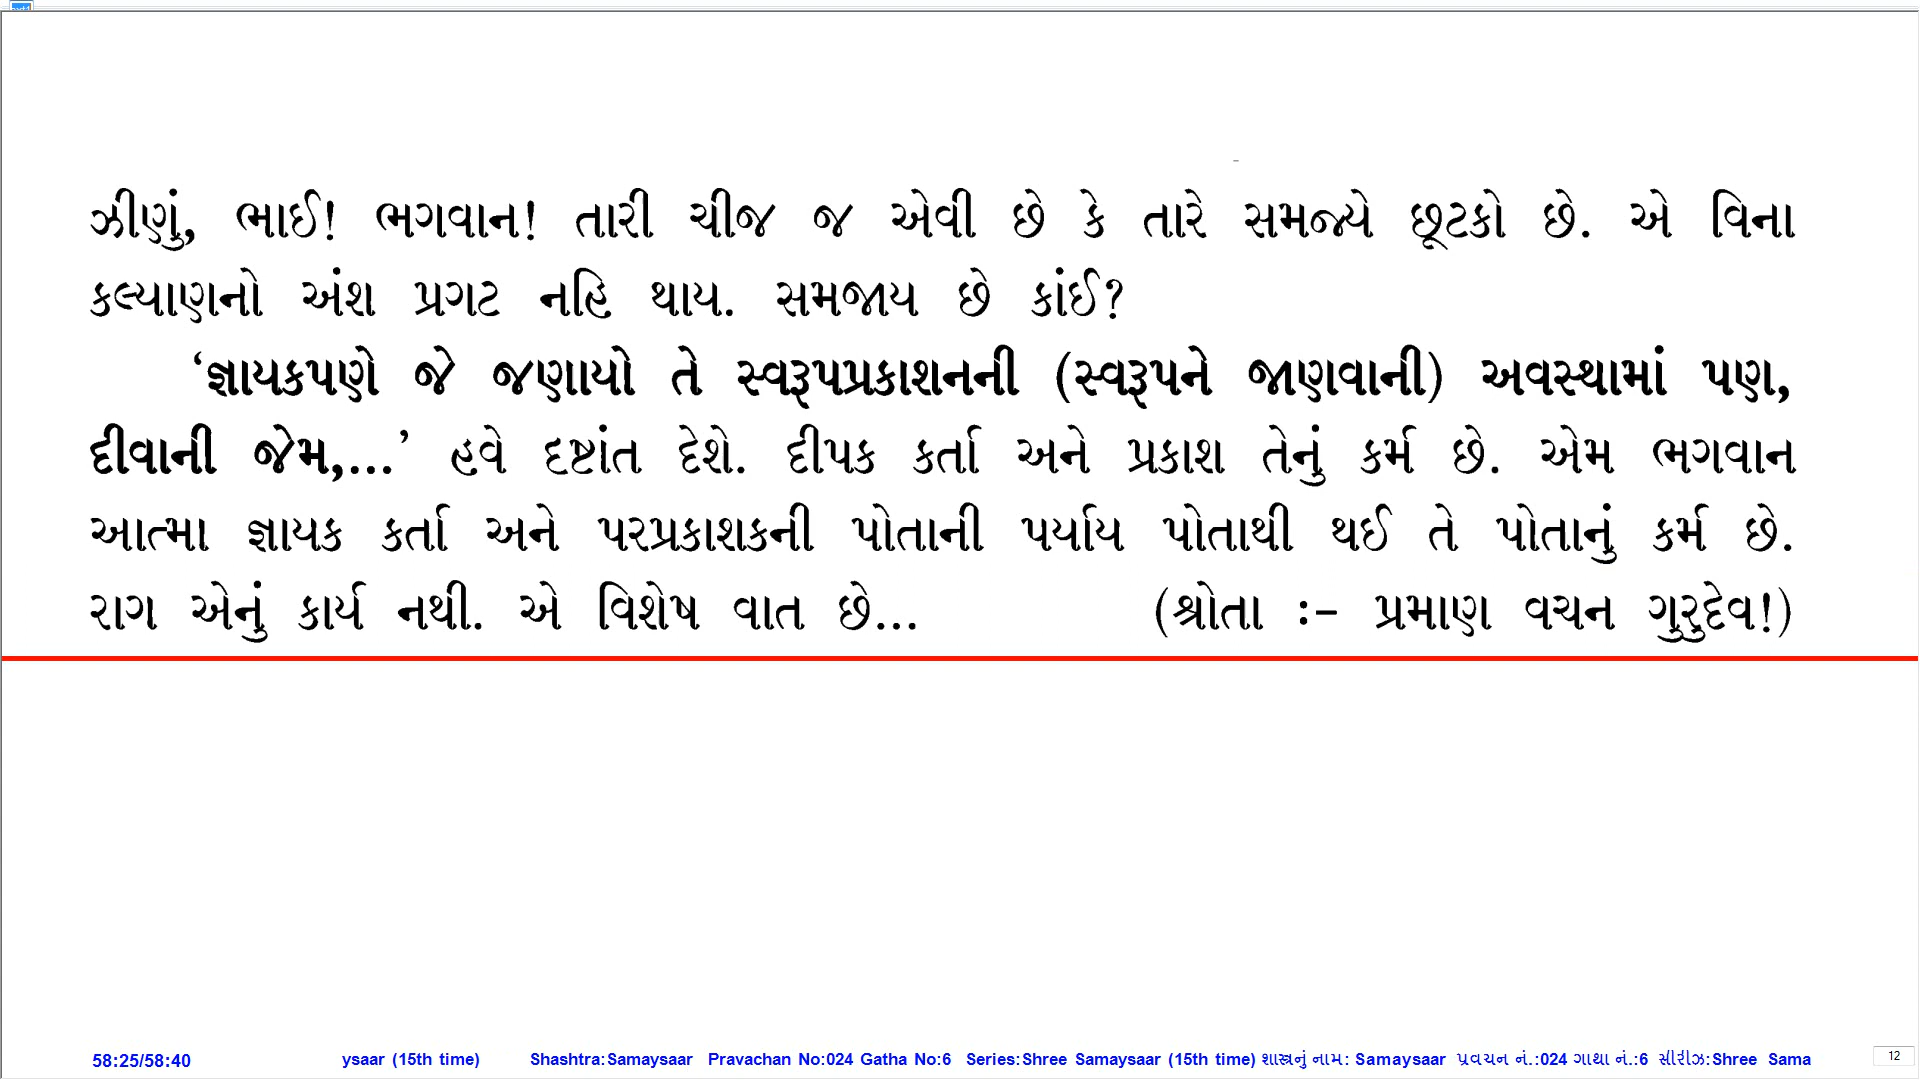 ઝીણું, ભાઈ! ભગવાન! તારી ચીજ જ એવી છે કે તારે સમજ્યે છૂટકો છે. એ વિના
કલ્યાણનો અંશ પ્રગટ નહિ થાય. સમજાય છે કાંઈ?
‘જ્ઞાયકપણે જે જણાયો તે સ્વરૂપપ્રકાશનની (સ્વરૂપને જાણવાની) અવસ્થામાં પણ,
દીવાની જેમ,...’ હવે દૃષ્ટાંત દેશે. દીપક કર્તા અને પ્રકાશ તેનું કર્મ છે. એમ ભગવાન
આત્મા જ્ઞાયક કર્તા અને પરપ્રકાશકની પોતાની પર્યાય પોતાથી થઈ તે પોતાનું કર્મ છે.
રાગ એનું કાર્ય નથી. એ વિશેષ વાત છે... (શ્રોતા :- પ્રમાણ વચન ગુરુદેવ!)
58:25/58:40 ysaar (15th time) Shashtra:Samaysaar Pravachan No:024 Gatha No:6 Series:Shree Samaysaar (15th time) શાસ્ત્રનું નામ: Samaysaar પ્રવચન નં.:024 ગાથા નં.:6 સીરીઝ:Shree Sama 12